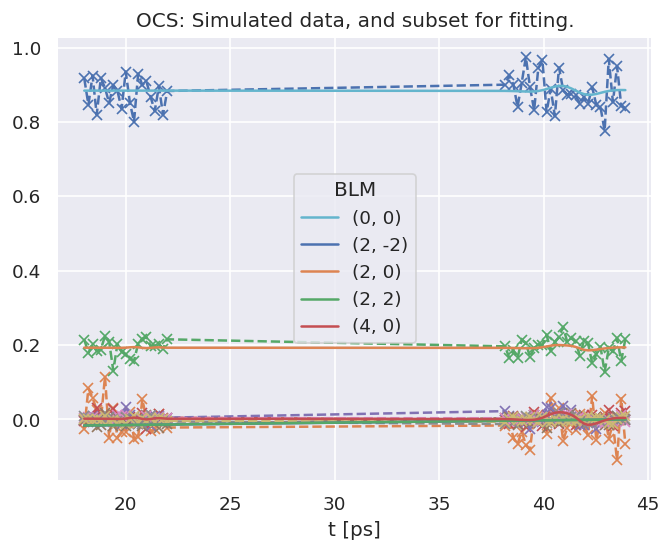 OCS: Simulated data, and subset for fitting.
1.0
0.8
0.6
0.4
0.2
0.0
BLM
(0, 0)
(2, -2)
(2, 0)
(2, 2)
(4, 0)
20 25 30 35 40 45
t [ps]